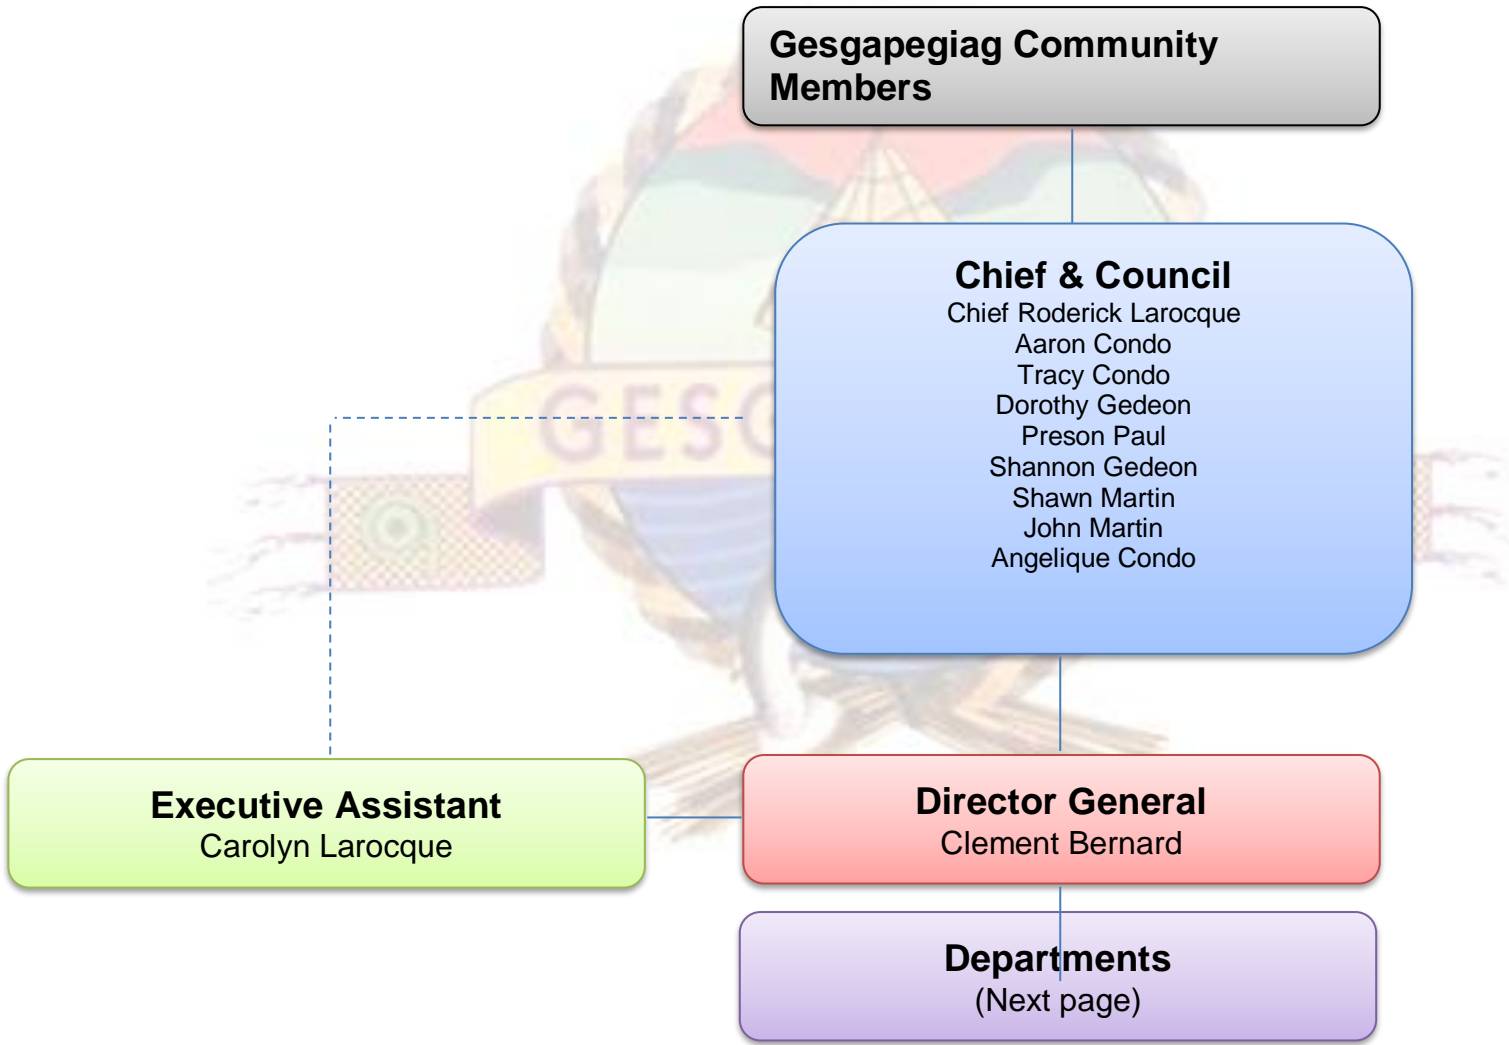 Gesgapegiag Community
Members
Chief & Council
Chief Roderick Larocque
Aaron Condo
Tracy Condo
Dorothy Gedeon
Preson Paul
Shannon Gedeon
Shawn Martin
John Martin
Angelique Condo
GESG
Executive Assistant
Carolyn Larocque
Director General
Clement Bernard
Departments
(Next page)